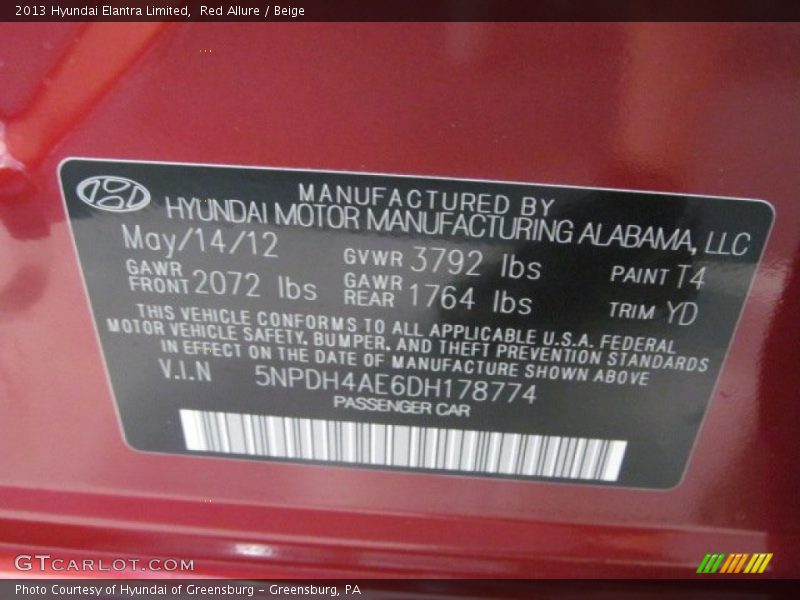 2013 Hyundai Elantra Limited,  Red Allure / Beige
MANUFACTURED BY
HYUNDAI MOTOR MANUFACTURING ALABAMA, LLC
May/14/12 GVWR 3792 lbs PAINT T4
GAWR FRONT 2072 lbs GAWR REAR 1764 lbs TRIM YD
THIS VEHICLE CONFORMS TO ALL APPLICABLE U.S.A. FEDERAL
MOTOR VEHICLE SAFETY, BUMPER, AND THEFT PREVENTION STANDARDS
IN EFFECT ON THE DATE OF MANUFACTURE SHOWN ABOVE
V.I.N 5NPDH4AE6DH178774
PASSENGER CAR
GTCARLOT.COM
Photo Courtesy of Hyundai of Greensburg - Greensburg, PA